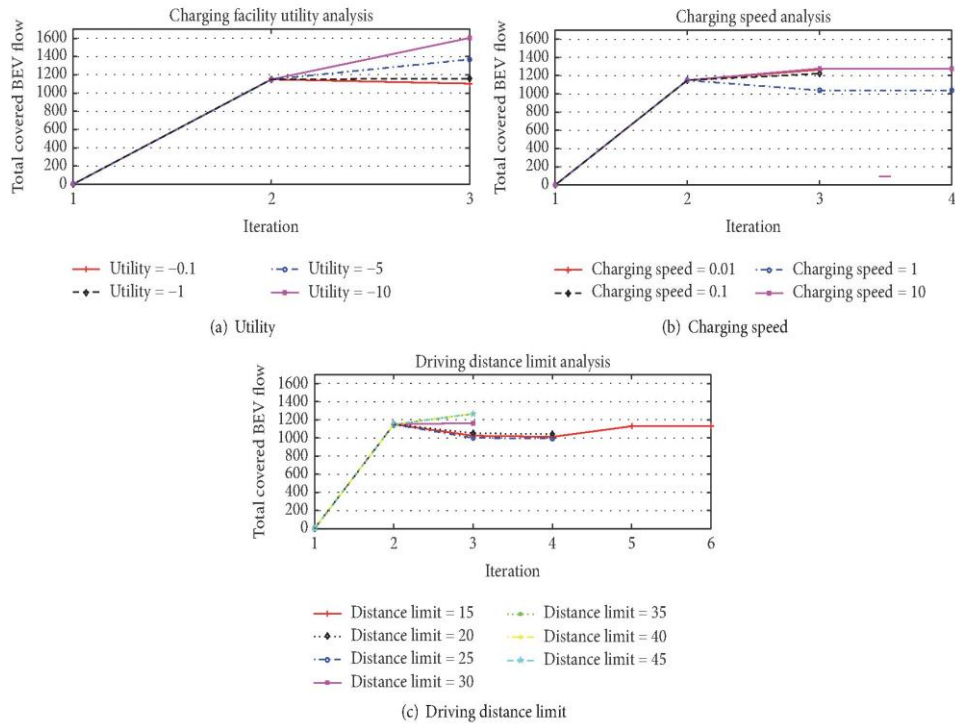 Charging facility utility analysis
Total covered BEV flow
1600
1400
1200
1000
800
600
400
200
0
1 2 3
Iteration
Utility = −0.1
Utility = −1
Utility = −5
Utility = −10
(a) Utility
Charging speed analysis
Total covered BEV flow
1600
1400
1200
1000
800
600
400
200
0
1 2 3 4
Iteration
Charging speed = 0.01
Charging speed = 0.1
Charging speed = 1
Charging speed = 10
(b) Charging speed
Driving distance limit analysis
Total covered BEV flow
1600
1400
1200
1000
800
600
400
200
0
1 2 3 4 5 6
Iteration
Distance limit = 15
Distance limit = 20
Distance limit = 25
Distance limit = 30
Distance limit = 35
Distance limit = 40
Distance limit = 45
(c) Driving distance limit